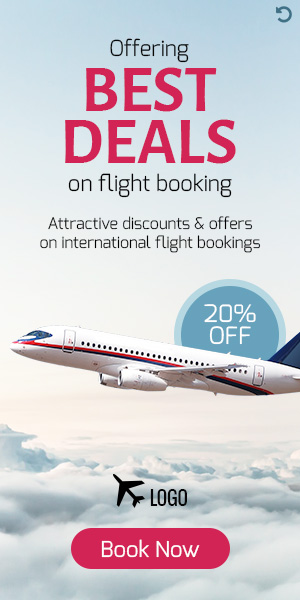 Offering
BEST
DEALS
on flight booking
Attractive discounts & offers
on international flight bookings
20%
OFF
LOGO
Book Now